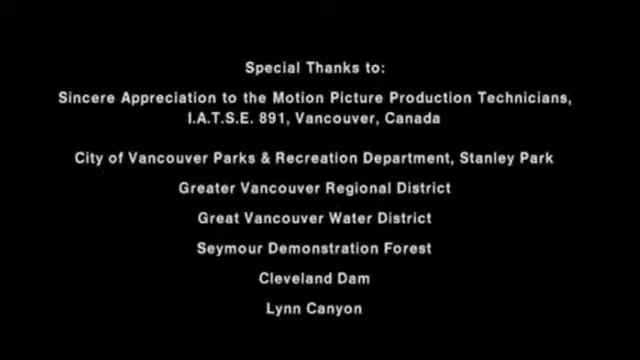 Special Thanks to:
Sincere Appreciation to the Motion Picture Production Technicians,
I.A.T.S.E. 891, Vancouver, Canada
City of Vancouver Parks & Recreation Department, Stanley Park
Greater Vancouver Regional District
Great Vancouver Water District
Seymour Demonstration Forest
Cleveland Dam
Lynn Canyon